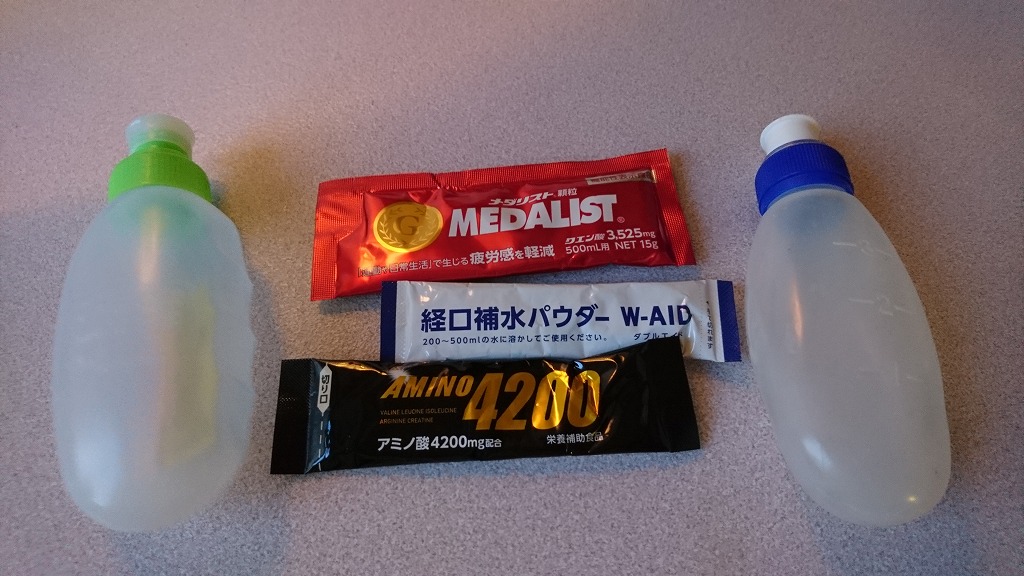 メダリスト 顆粒
G
MEDALIST®
クエン酸 3,525mg
500mL用 NET 15g
日常生活」で生じる疲労感を軽減
経口補水パウダー W-AID
200～500mlの水に溶かしてご使用ください。 ダブルエイド
切り口
AMINO 4200
VALINE LEUCINE ISOLEUCINE
ARGININE CREATINE
アミノ酸4200mg配合
栄養補助食品